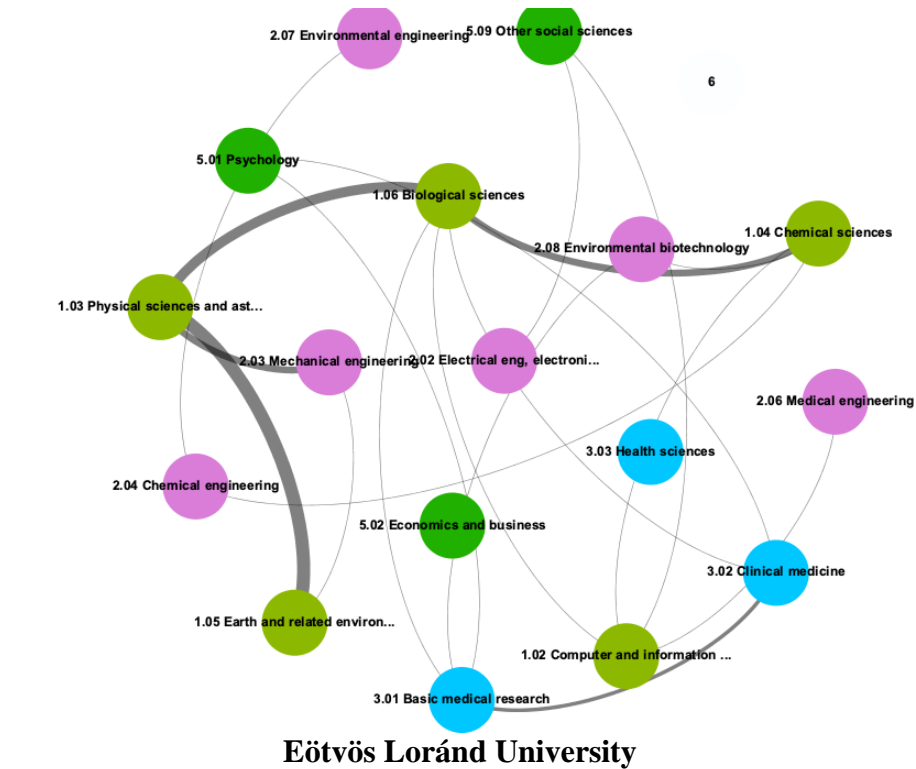 2.07 Environmental engineering
5.09 Other social sciences
6
5.01 Psychology
1.06 Biological sciences
1.04 Chemical sciences
2.08 Environmental biotechnology
1.03 Physical sciences and ast...
2.03 Mechanical engineering
2.02 Electrical eng, electroni...
2.06 Medical engineering
3.03 Health sciences
2.04 Chemical engineering
5.02 Economics and business
3.02 Clinical medicine
1.05 Earth and related environ...
1.02 Computer and information ...
3.01 Basic medical research
Eötvös Loránd University